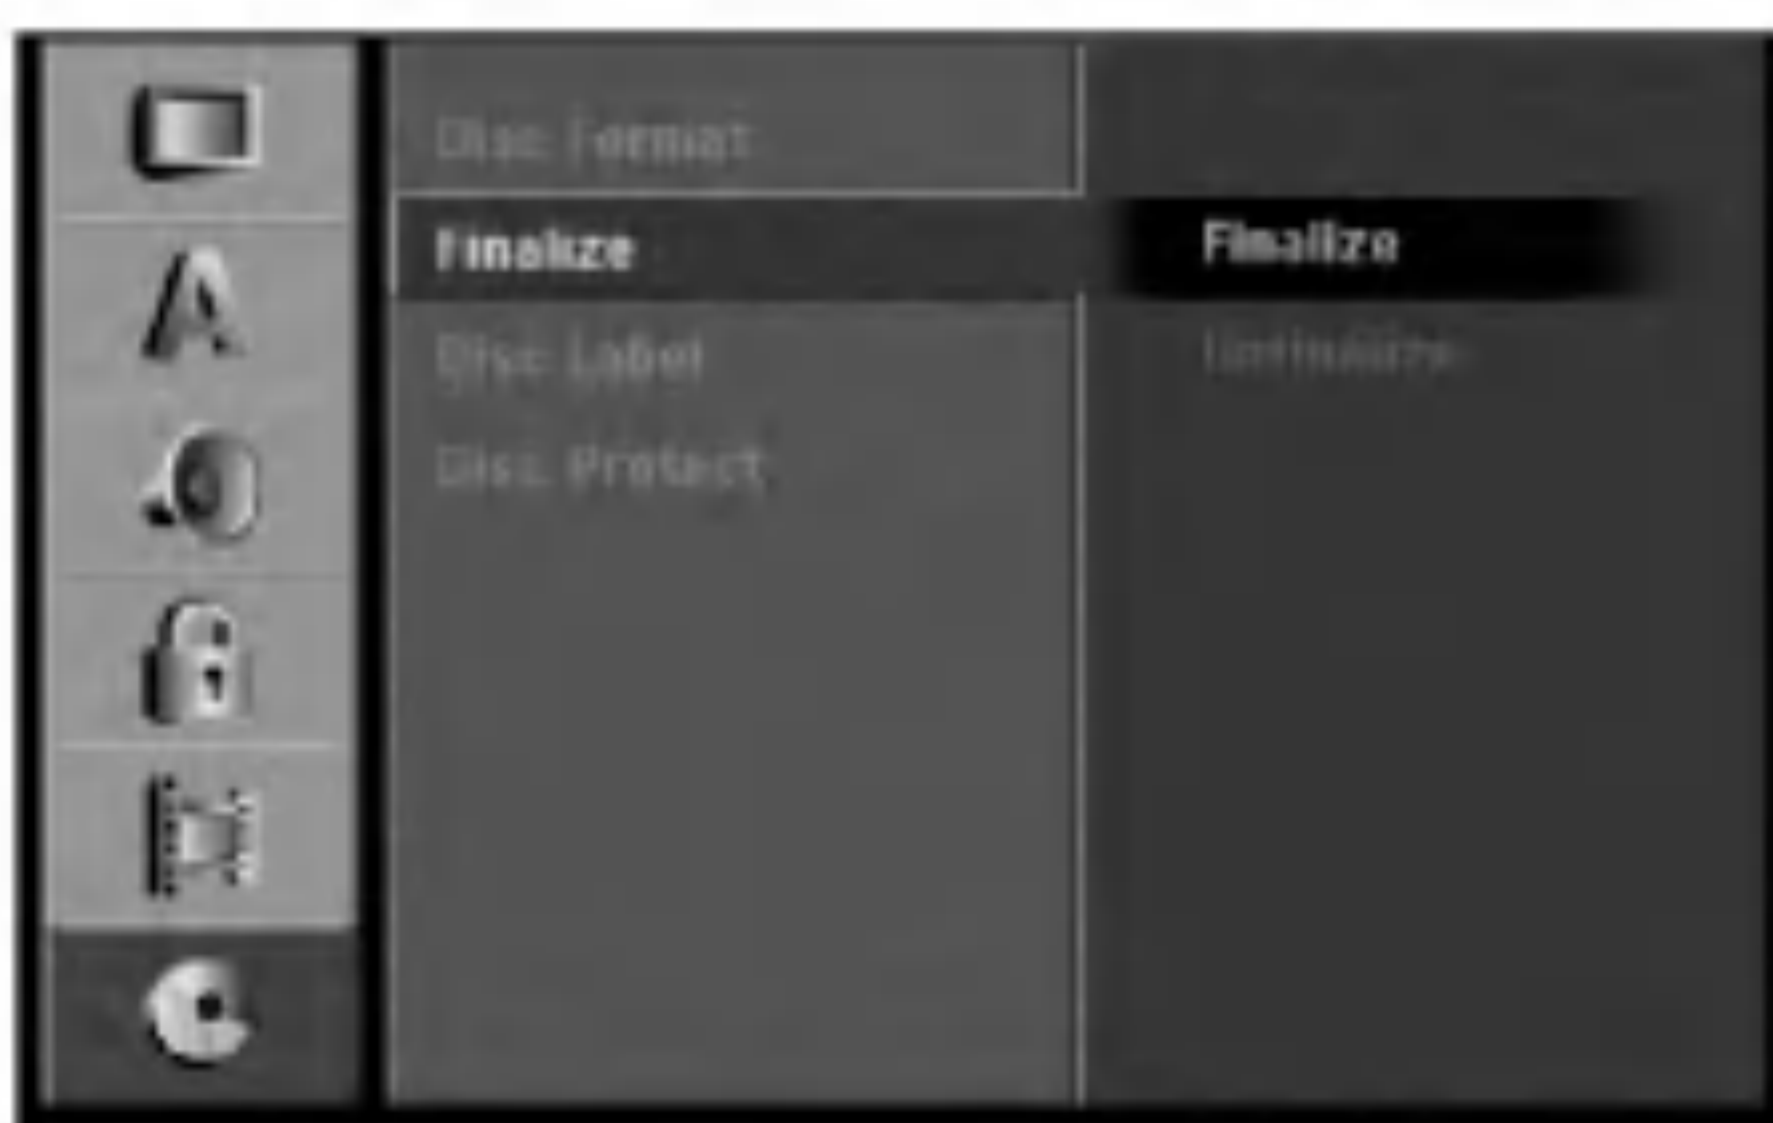 Disc Format
Finalize
Disc Label
Disc Protect
Finalize
Unfinalize